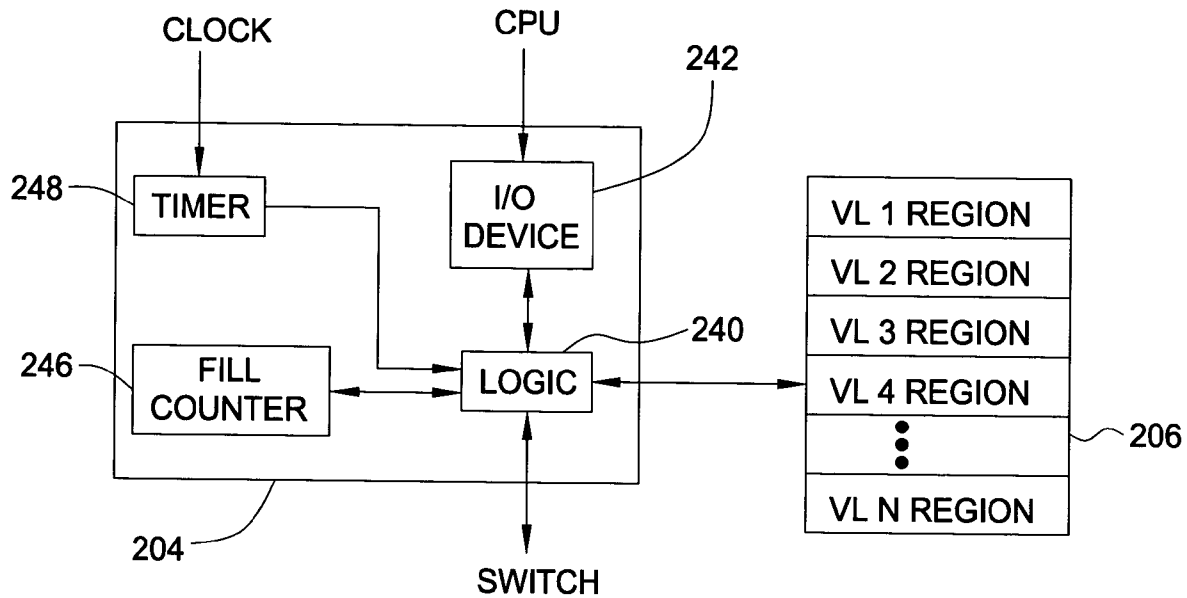 CLOCK
CPU
242
248
TIMER
I/O
DEVICE
VL 1 REGION
VL 2 REGION
VL 3 REGION
VL 4 REGION
VL N REGION
240
246
FILL
COUNTER
LOGIC
206
204
SWITCH